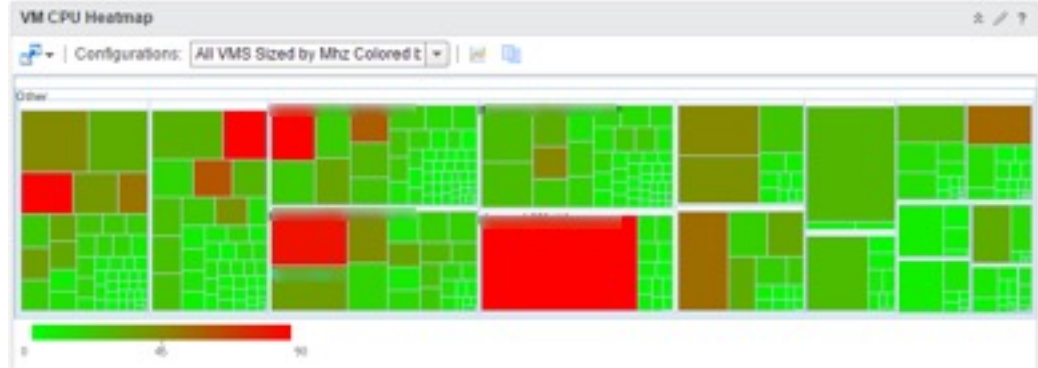 VM CPU Heatmap
?
Configurations: All VMS Sized by Mhz Colored b
Other
0 45 90